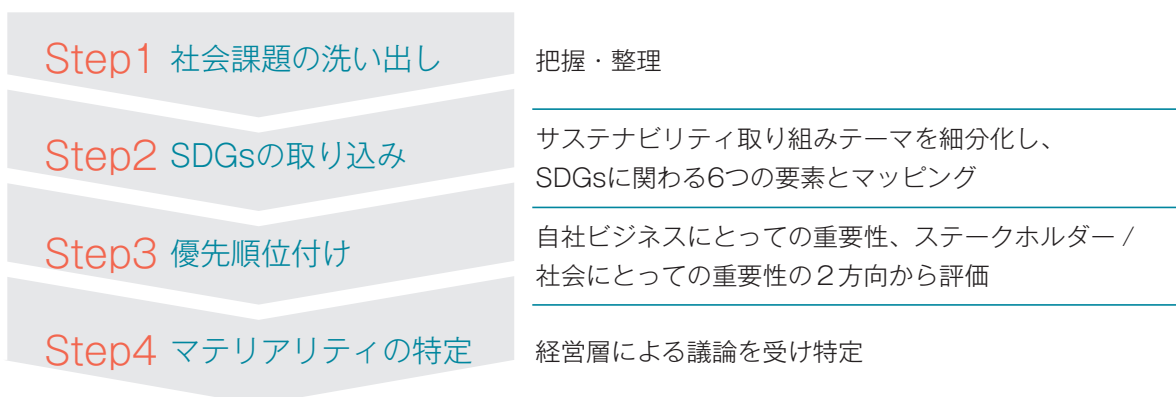 Step1 社会課題の洗い出し
把握・整理
Step2 SDGsの取り込み
サステナビリティ取り組みテーマを細分化し、
SDGsに関わる6つの要素とマッピング
Step3 優先順位付け
自社ビジネスにとっての重要性、ステークホルダー /
社会にとっての重要性の２方向から評価
Step4 マテリアリティの特定
経営層による議論を受け特定